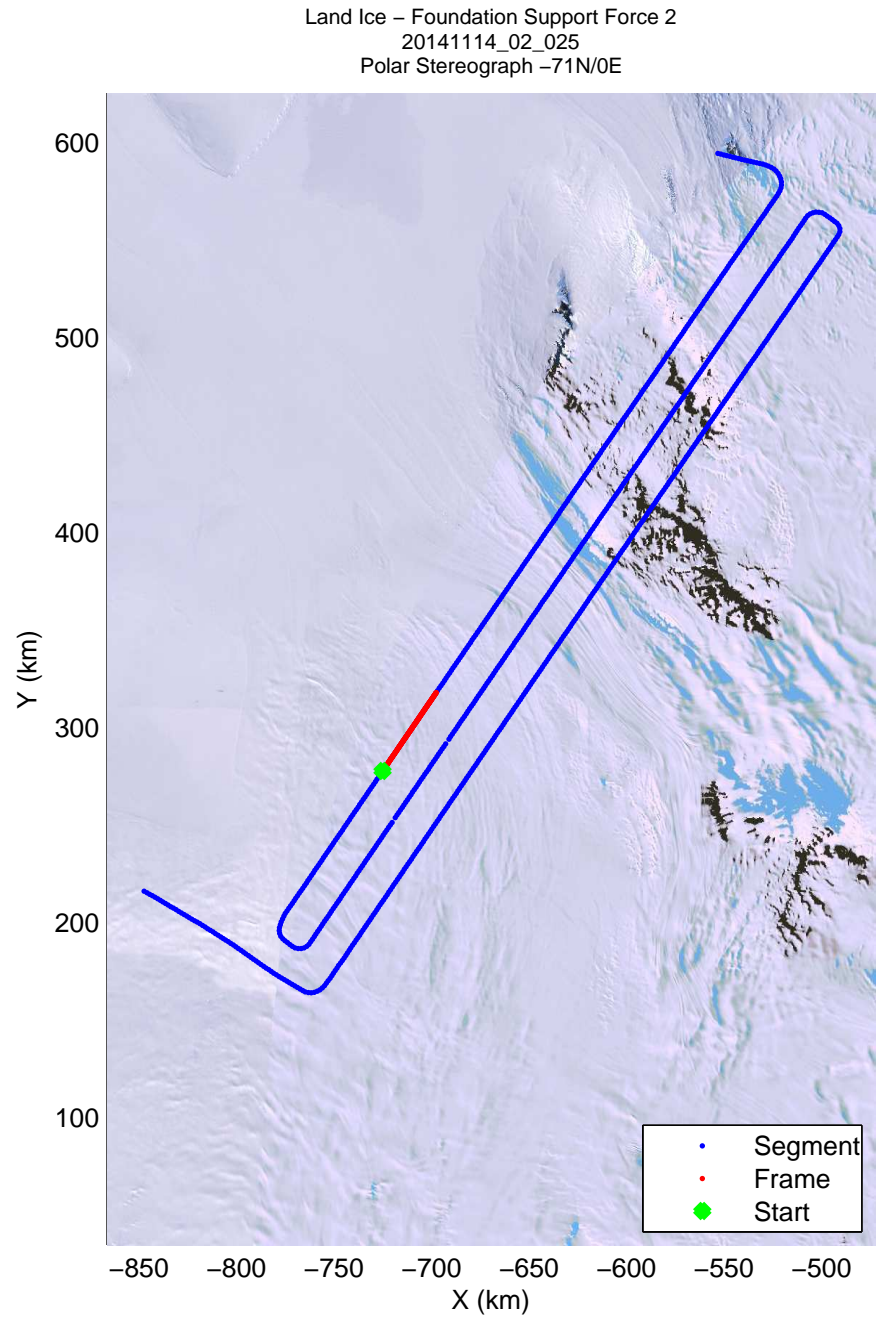 Land Ice − Foundation Support Force 2
20141114_02_025
Polar Stereograph −71N/0E
600
500
400
300
200
100
Y (km)
−850 −800 −750 −700 −650 −600 −550 −500
X (km)
Segment
Frame
Start